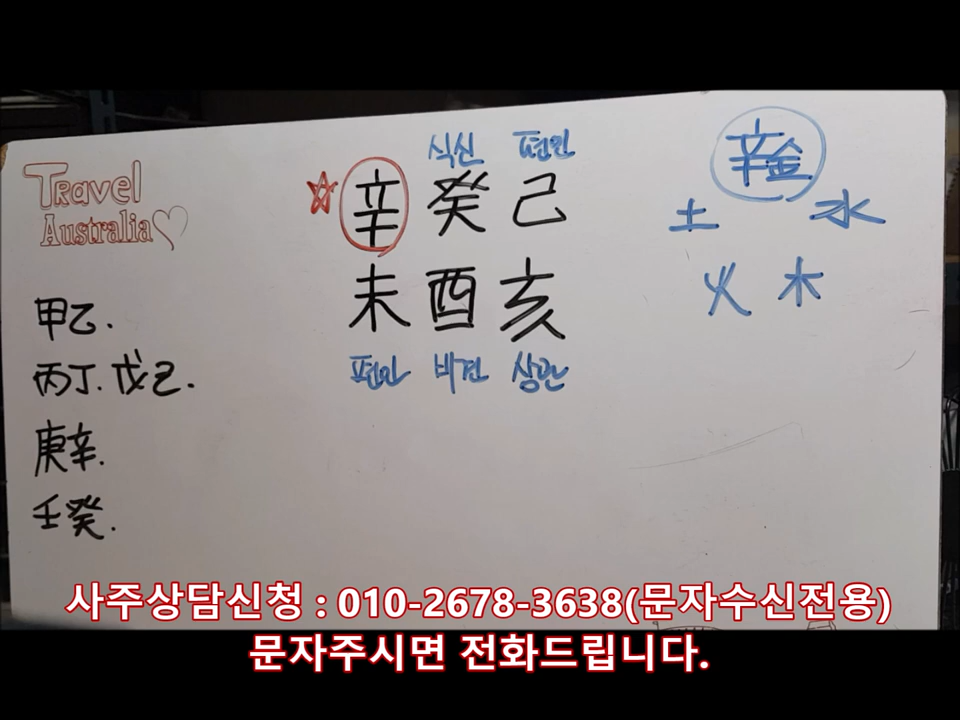 Travel
Australia
甲乙.
丙丁.戊己.
庚辛.
壬癸.
식신 편인
辛癸己
未酉亥
편인 비견 상관
辛金
土 水
火 木
사주상담신청 : 010-2678-3638(문자수신전용)
문자주시면 전화드립니다.